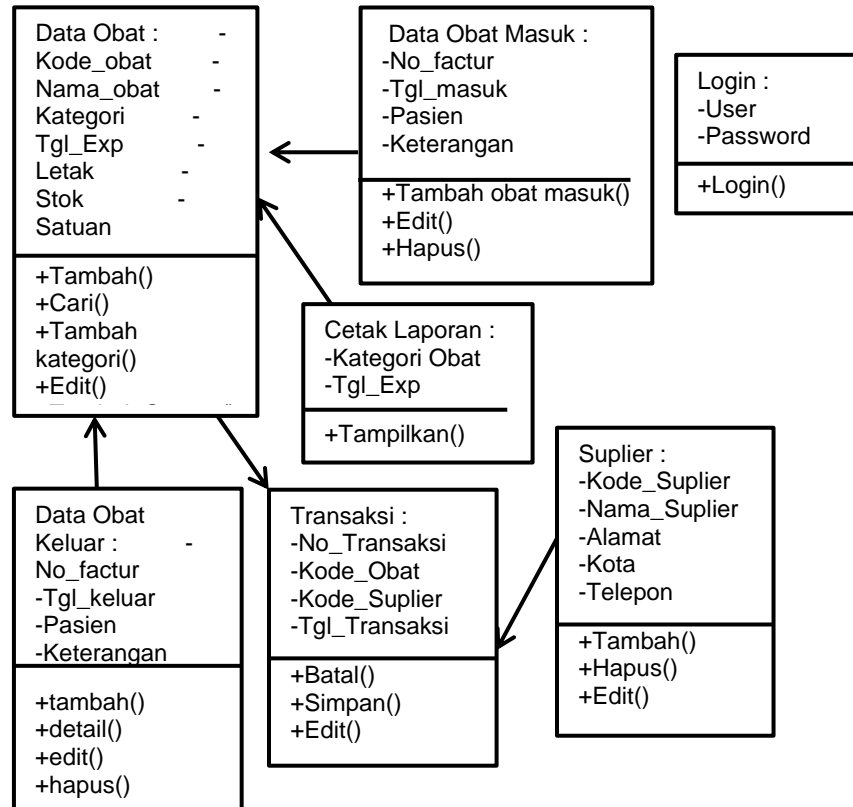 Data Obat : -
Kode_obat -
Nama_obat -
Kategori -
Tgl_Exp -
Letak -
Stok -
Satuan
+Tambah()
+Cari()
+Tambah
kategori()
+Edit()
Data Obat Masuk :
-No_factur
-Tgl_masuk
-Pasien
-Keterangan
+Tambah obat masuk()
+Edit()
+Hapus()
Login :
-User
-Password
+Login()
Cetak Laporan :
-Kategori Obat
-Tgl_Exp
+Tampilkan()
Data Obat
Keluar : -
No_factur
-Tgl_keluar
-Pasien
-Keterangan
+tambah()
+detail()
+edit()
+hapus()
Transaksi :
-No_Transaksi
-Kode_Obat
-Kode_Suplier
-Tgl_Transaksi
+Batal()
+Simpan()
+Edit()
Suplier :
-Kode_Suplier
-Nama_Suplier
-Alamat
-Kota
-Telepon
+Tambah()
+Hapus()
+Edit()